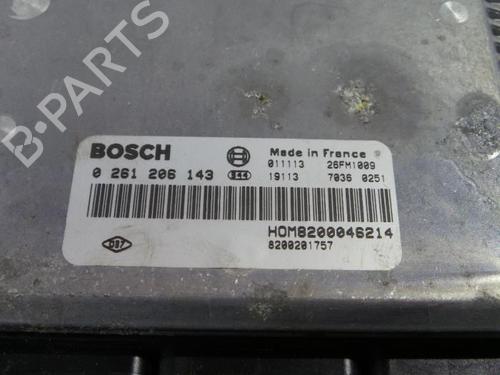 B-PARTS
BOSCH
Made in France
011113 26FM1009
0 261 206 143
19113 7036 0251
HOM8200046214
8200201757